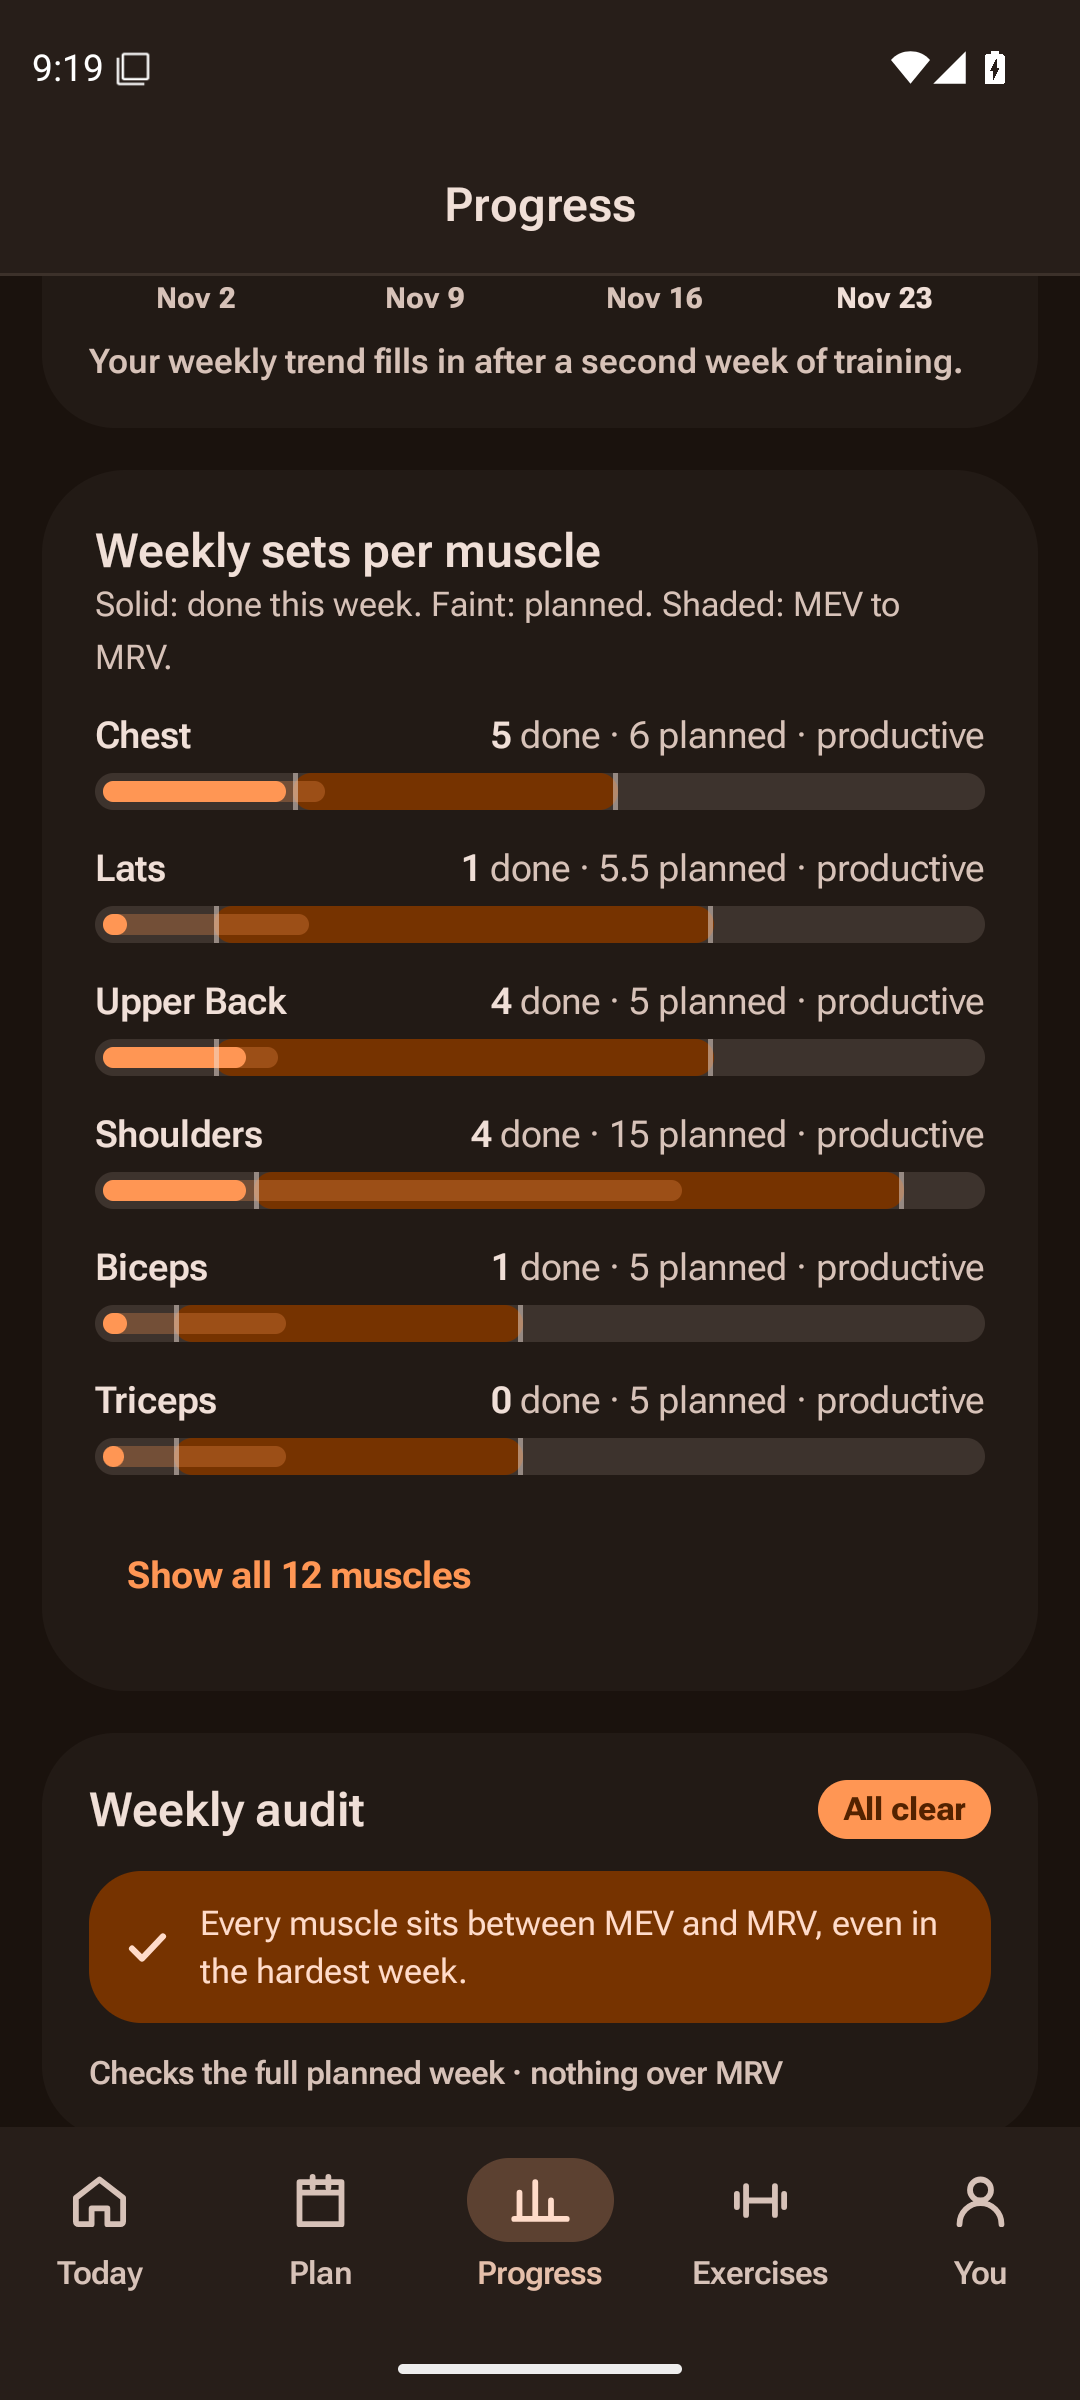 9:19
Progress
Nov 2 Nov 9 Nov 16 Nov 23
Your weekly trend fills in after a second week of training.
Weekly sets per muscle
Solid: done this week. Faint: planned. Shaded: MEV to
MRV.
Chest 5 done · 6 planned · productive
Lats 1 done · 5.5 planned · productive
Upper Back 4 done · 5 planned · productive
Shoulders 4 done · 15 planned · productive
Biceps 1 done · 5 planned · productive
Triceps 0 done · 5 planned · productive
Show all 12 muscles
Weekly audit All clear
Every muscle sits between MEV and MRV, even in
the hardest week.
Checks the full planned week · nothing over MRV
Today Plan Progress Exercises You